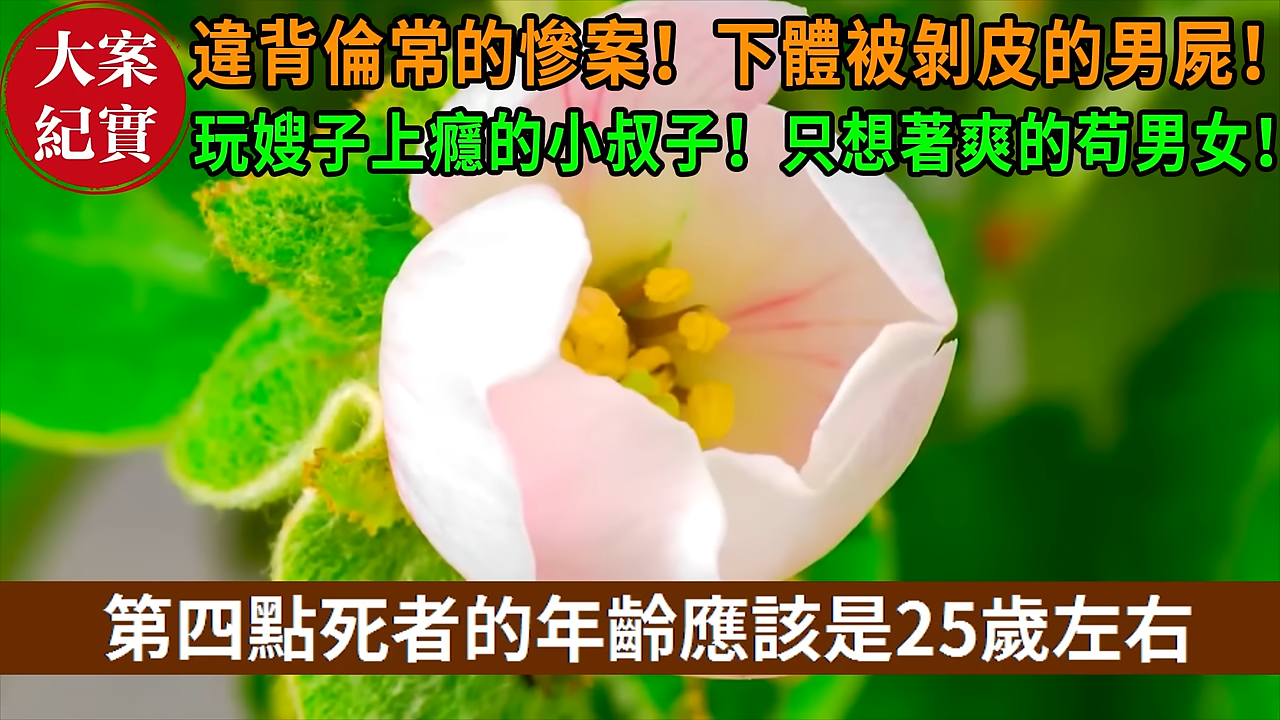 大案
紀實
違背倫常的慘案！下體被剝皮的男屍！
玩嫂子上癮的小叔子！只想著爽的苟男女！
第四點死者的年齡應該是25歲左右